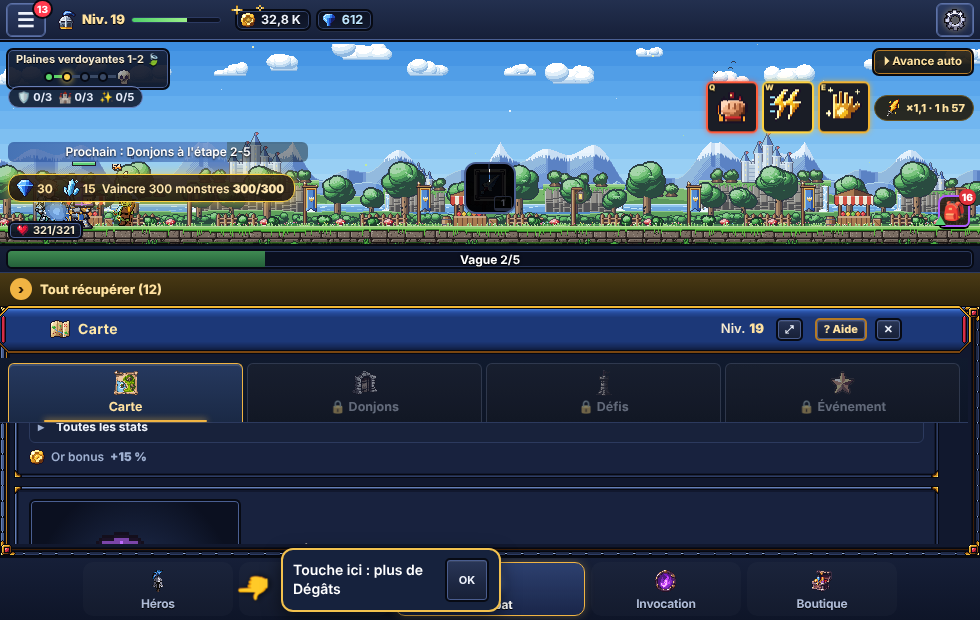 13
Niv. 19
32,8 K
612
Plaines verdoyantes 1-2
0/3 0/3 0/5
Avance auto
Q
W
E
×1,1 · 1 h 57
Prochain : Donjons à l'étape 2-5
30 15 Vaincre 300 monstres 300/300
1
16
321/321
Vague 2/5
Tout récupérer (12)
Carte
Niv. 19
? Aide
Carte
Donjons
Défis
Événement
Toutes les stats
Or bonus +15 %
Touche ici : plus de
Dégâts
OK
Héros
Invocation
Boutique